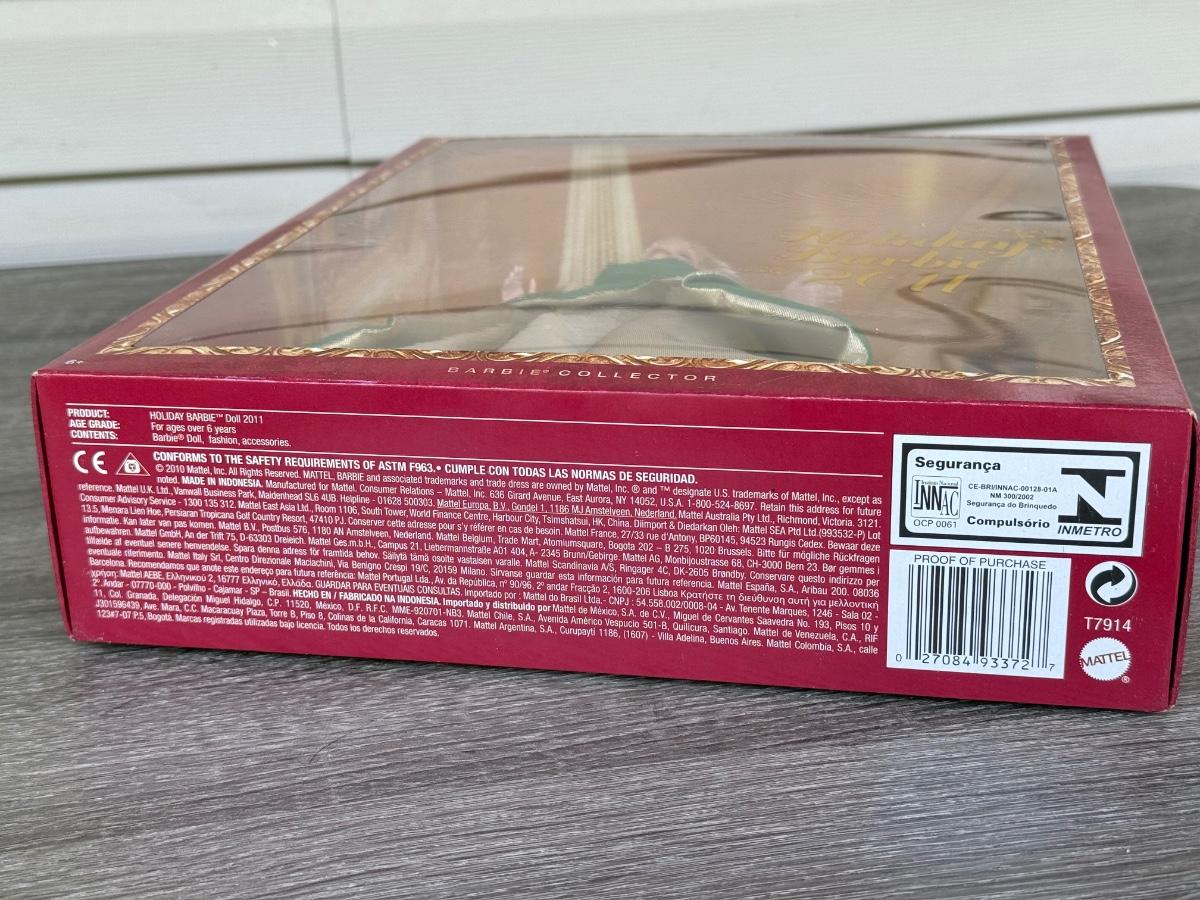 Holiday
Barbie
2011
6+
BARBIE® COLLECTOR
PRODUCT: HOLIDAY BARBIE™ Doll 2011
AGE GRADE: For ages over 6 years
CONTENTS: Barbie® Doll, fashion, accessories.
CE CONFORMS TO THE SAFETY REQUIREMENTS OF ASTM F963.• CUMPLE CON TODAS LAS NORMAS DE SEGURIDAD.
© 2010 Mattel, Inc. All Rights Reserved. MATTEL, BARBIE and associated trademarks and trade dress are owned by Mattel, Inc. ® and ™ designate U.S. trademarks of Mattel, Inc., except as
noted. MADE IN INDONESIA. Manufactured for Mattel. Consumer Relations – Mattel, Inc. 636 Girard Avenue, East Aurora, NY 14052, U.S.A. 1-800-524-8697. Retain this address for future
reference. Mattel U.K. Ltd., Vanwall Business Park, Maidenhead SL6 4UB. Helpline - 01628 500303. Mattel Europa, B.V., Gondel 1, 1186 MJ Amstelveen, Nederland. Mattel Australia Pty Ltd., Richmond, Victoria. 3121.
Consumer Advisory Service - 1300 135 312. Mattel East Asia Ltd., Room 1106, South Tower, World Finance Centre, Harbour City, Tsimshatsui, HK, China. Diimport & Diedarkan Oleh: Mattel SEA Ptd Ltd.(993532-P) Lot
13.5, Menara Lien Hoe, Persiaran Tropicana Golf Country Resort, 47410 PJ. Conserver cette adresse pour s'y référer en cas de besoin. Mattel France, 27/33 rue d'Antony, BP60145, 94523 Rungis Cedex. Bewaar deze
informatie. Kan later van pas komen. Mattel B.V., Postbus 576, 1180 AN Amstelveen, Nederland. Mattel Belgium, Trade Mart, Atomiumsquare, Bogota 202 – B 275, 1020 Brussels. Bitte für mögliche Rückfragen
aufbewahren. Mattel GmbH, An der Trift 75, D-63303 Dreieich. Mattel Ges.m.b.H., Campus 21, Liebermannstraße A01 404, A- 2345 Brunn/Gebirge. Mattel AG, Monbijoustrasse 68, CH-3000 Bern 23. Bør gemmes i
tilfælde af eventuel senere henvendelse. Spara denna adress för framtida behov. Säilytä tämä osoite vastaisen varalle. Mattel Scandinavia A/S, Ringager 4C, DK-2605 Brøndby. Conservare questo indirizzo per
eventuale riferimento. Mattel Italy Srl, Centro Direzionale Maciachini, Via Benigno Crespi 19/C, 20159 Milano. Sírvanse guardar esta información para futura referencia. Mattel España, S.A., Aribau 200. 08036
Barcelona. Recomendamos que anote este endereço para futura referência: Mattel Portugal Lda., Av. da República, nº 90/96, 2º andar Fracção 2, 1600-206 Lisboa Κρατήστε τη διεύθυνση αυτή για μελλοντική
χρήση: Mattel AEBE, Ελληνικού 2, 16777 Ελληνικό, Ελλάδα. GUARDAR PARA EVENTUAIS CONSULTAS. Importado por : Mattel do Brasil Ltda.- CNPJ : 54.558.002/0008-04 - Av. Tenente Marques, 1246 - Sala 02 -
2º. Andar - 07770-000 - Polvilho - Cajamar – SP – Brasil. HECHO EN / FABRICADO NA INDONESIA. Importado y distribuido por Mattel de México, S.A. de C.V., Miguel de Cervantes Saavedra No. 193, Pisos 10 y
11, Col. Granada, Delegación Miguel Hidalgo, C.P. 11520, México, D.F. R.F.C. MME-920701-NB3. Mattel Chile, S.A., Avenida Américo Vespucio 501-B, Quilicura, Santiago. Mattel de Venezuela, C.A., RIF
J301596439, Ave. Mara, C.C. Macaracuay Plaza, Torre B, Piso 8, Colinas de la California, Caracas 1071. Mattel Argentina, S.A., Curupaytí 1186, (1607) - Villa Adelina, Buenos Aires. Mattel Colombia, S.A., calle
123#7-07 P.5, Bogotá. Marcas registradas utilizadas bajo licencia. Todos los derechos reservados.
Segurança
INNAC
OCP 0061
CE-BRI/INNAC-00128-01A
NM 300/2002
Segurança do Brinquedo
Compulsório
INMETRO
PROOF OF PURCHASE
0 27084 93372 7
T7914
MATTEL®